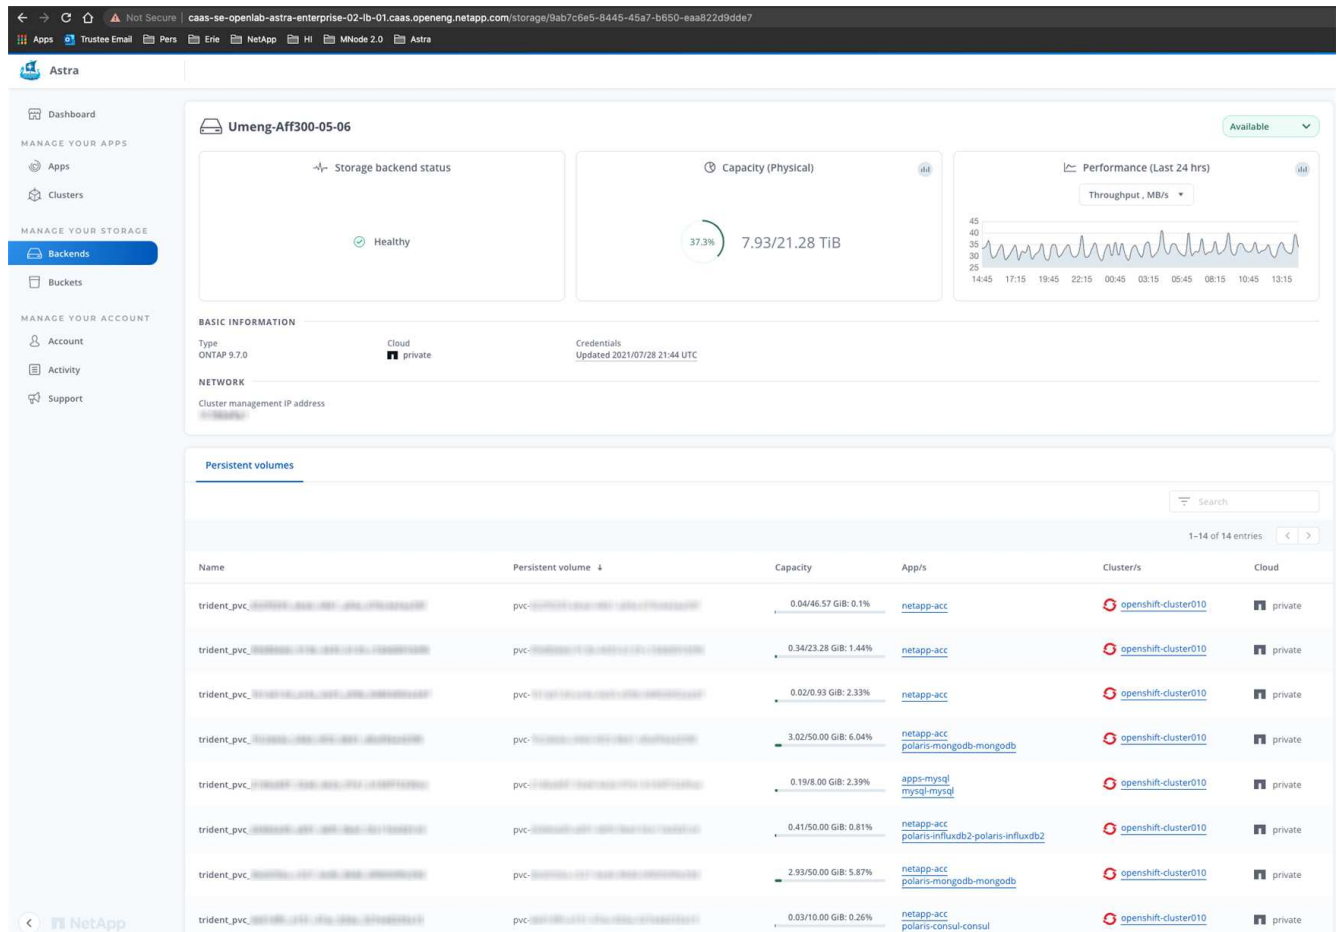 Not Secure | caas-se-openlab-astra-enterprise-02-lb-01.caas.openeng.netapp.com/storage/9ab7c6e5-8445-45a7-b650-eaa822d9dde7
Apps Trustee Email Pers Erie NetApp HI MNode 2.0 Astra
Astra
Dashboard
MANAGE YOUR APPS
Apps
Clusters
MANAGE YOUR STORAGE
Backends
Buckets
MANAGE YOUR ACCOUNT
Account
Activity
Support
NetApp
Umeng-Aff300-05-06
Available
Storage backend status
Healthy
Capacity (Physical)
37.3%
7.93/21.28 TiB
Performance (Last 24 hrs)
Throughput , MB/s
45
40
35
30
25
14:45 17:15 19:45 22:15 00:45 03:15 05:45 08:15 10:45 13:15
BASIC INFORMATION
Type Cloud Credentials
ONTAP 9.7.0 private Updated 2021/07/28 21:44 UTC
NETWORK
Cluster management IP address
Persistent volumes
Search
1-14 of 14 entries
Name Persistent volume Capacity App/s Cluster/s Cloud
trident_pvc_ pvc- 0.04/46.57 GiB: 0.1% netapp-acc openshift-cluster010 private
trident_pvc_ pvc- 0.34/23.28 GiB: 1.44% netapp-acc openshift-cluster010 private
trident_pvc_ pvc- 0.02/0.93 GiB: 2.33% netapp-acc openshift-cluster010 private
trident_pvc_ pvc- 3.02/50.00 GiB: 6.04% netapp-acc openshift-cluster010 private
polaris-mongodb-mongodb
trident_pvc_ pvc- 0.19/8.00 GiB: 2.39% apps-mysql openshift-cluster010 private
mysql-mysql
trident_pvc_ pvc- 0.41/50.00 GiB: 0.81% netapp-acc openshift-cluster010 private
polaris-influxdb2-polaris-influxdb2
trident_pvc_ pvc- 2.93/50.00 GiB: 5.87% netapp-acc openshift-cluster010 private
polaris-mongodb-mongodb
trident_pvc_ pvc- 0.03/10.00 GiB: 0.26% netapp-acc openshift-cluster010 private
polaris-consul-consul